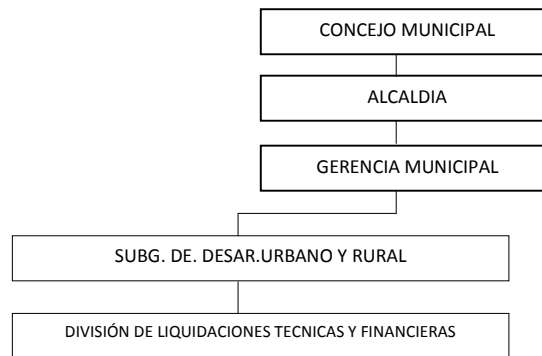 CONCEJO MUNICIPAL
ALCALDIA
GERENCIA MUNICIPAL
SUBG. DE. DESAR.URBANO Y RURAL
DIVISIÓN DE LIQUIDACIONES TECNICAS Y FINANCIERAS